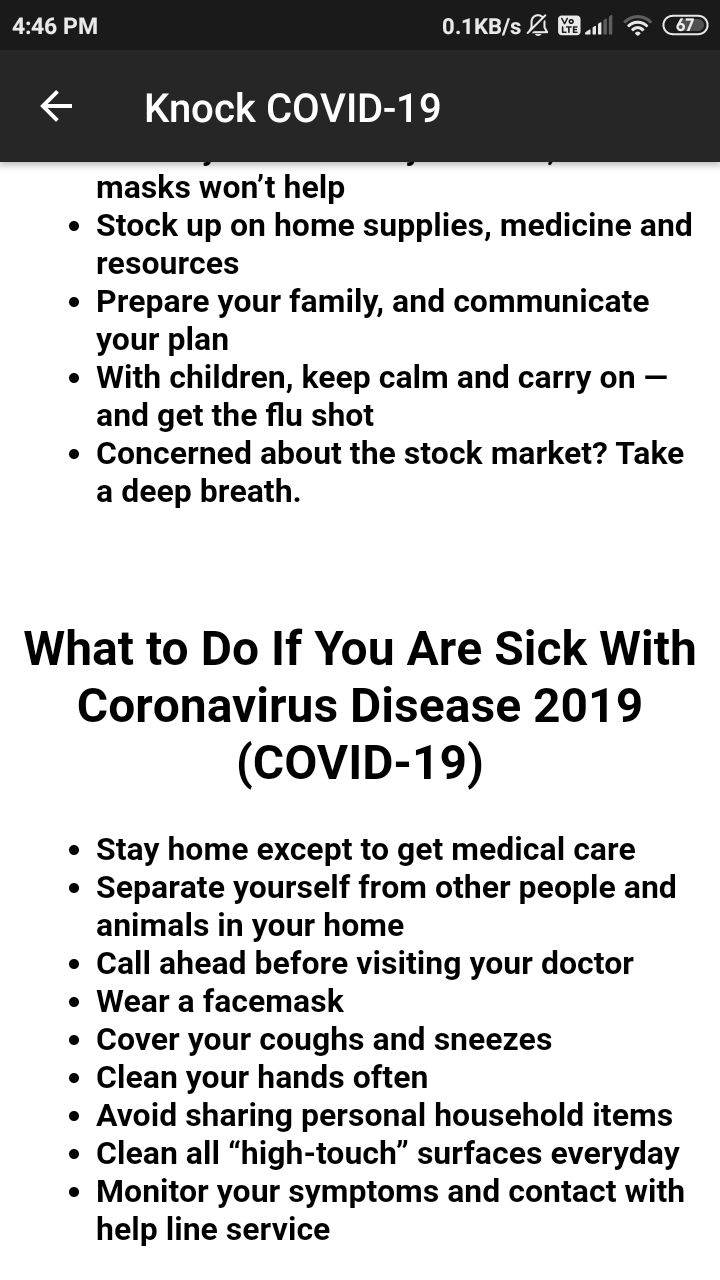 4:46 PM
0.1KB/s
Vo
LTE
67
Knock COVID-19
masks won’t help
• Stock up on home supplies, medicine and
resources
• Prepare your family, and communicate
your plan
• With children, keep calm and carry on —
and get the flu shot
• Concerned about the stock market? Take
a deep breath.
What to Do If You Are Sick With
Coronavirus Disease 2019
(COVID-19)
• Stay home except to get medical care
• Separate yourself from other people and
animals in your home
• Call ahead before visiting your doctor
• Wear a facemask
• Cover your coughs and sneezes
• Clean your hands often
• Avoid sharing personal household items
• Clean all “high-touch” surfaces everyday
• Monitor your symptoms and contact with
help line service